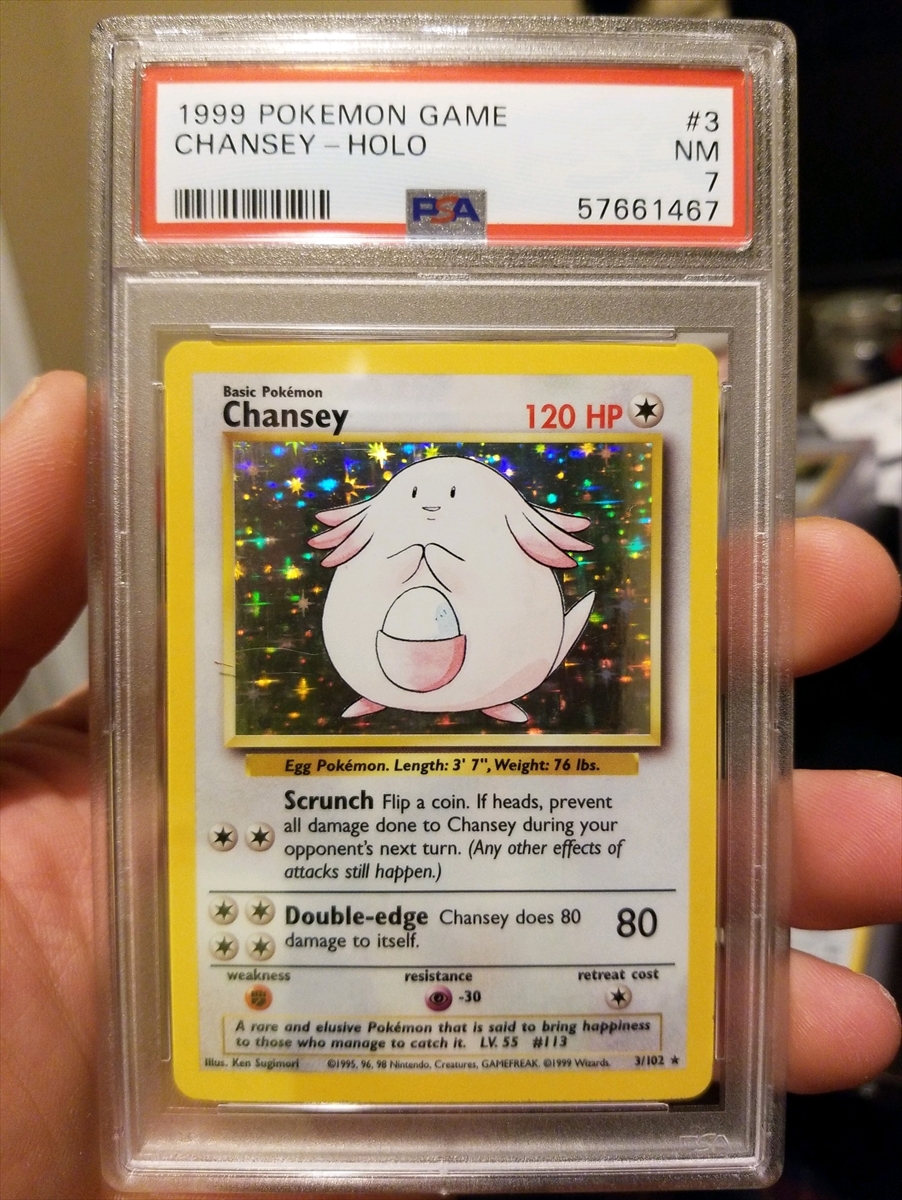 1999 POKEMON GAME #3
CHANSEY – HOLO NM
7
PSA 57661467
Basic Pokémon
Chansey 120 HP
Egg Pokémon. Length: 3' 7", Weight: 76 lbs.
Scrunch Flip a coin. If heads, prevent
all damage done to Chansey during your
opponent's next turn. (Any other effects of
attacks still happen.)
Double-edge Chansey does 80 80
damage to itself.
weakness resistance retreat cost
-30
A rare and elusive Pokémon that is said to bring happiness
to those who manage to catch it. LV. 55 #113
Illus. Ken Sugimori ©1995, 96, 98 Nintendo, Creatures, GAMEFREAK. ©1999 Wizards. 3/102 ★
PSA